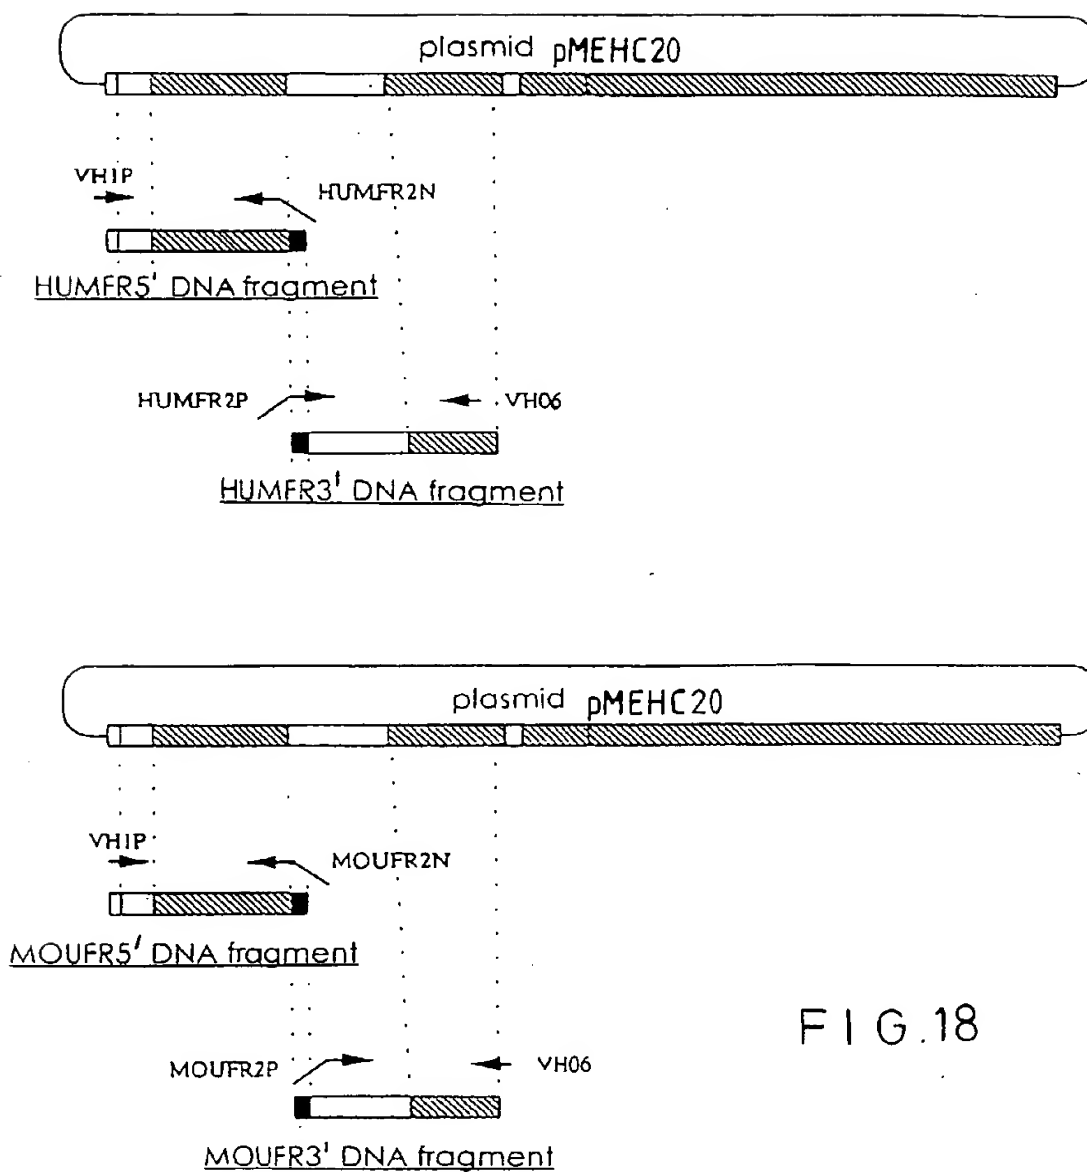 plasmid pMEHC20
VH1P
HUMFR2N
HUMFR5' DNA fragment
HUMFR2P
VH06
HUMFR3' DNA fragment
plasmid pMEHC20
VH1P
MOUFR2N
MOUFR5' DNA fragment
MOUFR2P
VH06
MOUFR3' DNA fragment
FIG.18